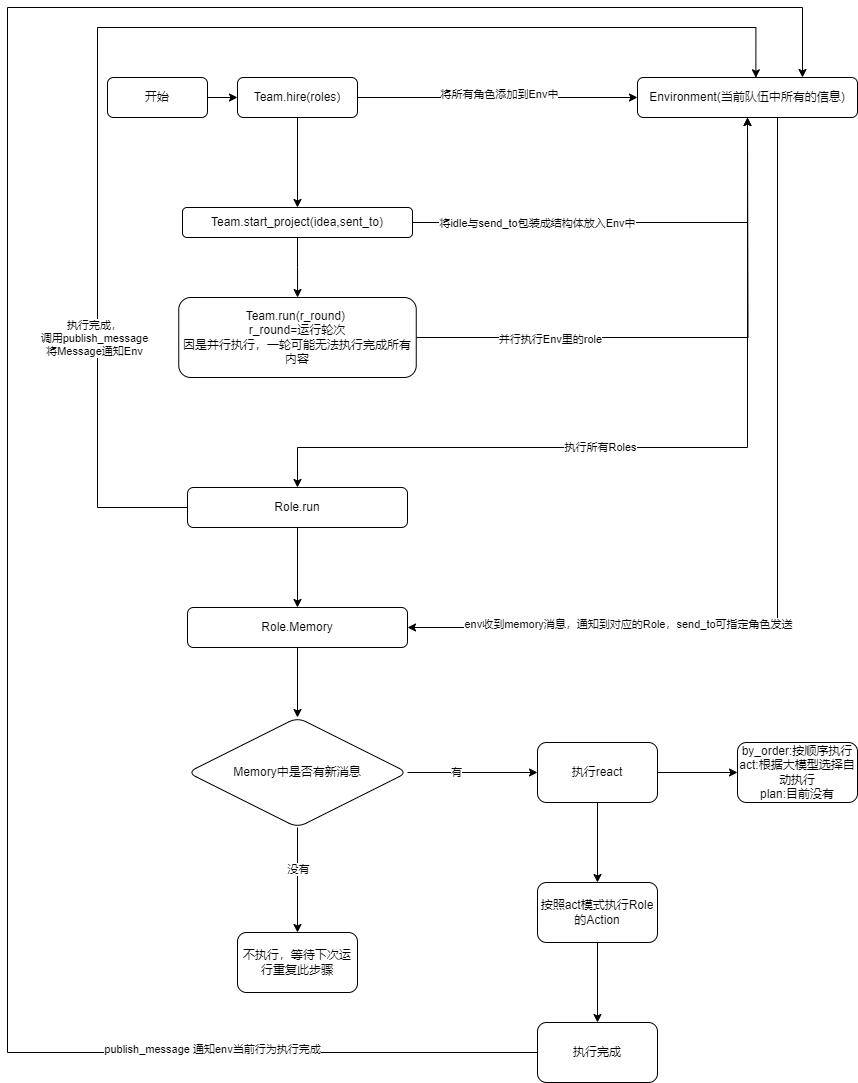 开始
Team.hire(roles)
将所有角色添加到Env中
Environment(当前队伍中所有的信息)
Team.start_project(idea,sent_to)
将idle与send_to包装成结构体放入Env中
Team.run(r_round)
r_round=运行轮次
因是并行执行，一轮可能无法执行完成所有
内容
并行执行Env里的role
执行完成，
调用publish_message
将Message通知Env
执行所有Roles
Role.run
Role.Memory
env收到memory消息，通知到对应的Role，send_to可指定角色发送
Memory中是否有新消息
有
执行react
by_order:按顺序执行
act:根据大模型选择自
动执行
plan:目前没有
没有
按照act模式执行Role
的Action
不执行，等待下次运
行重复此步骤
publish_message 通知env当前行为执行完成
执行完成